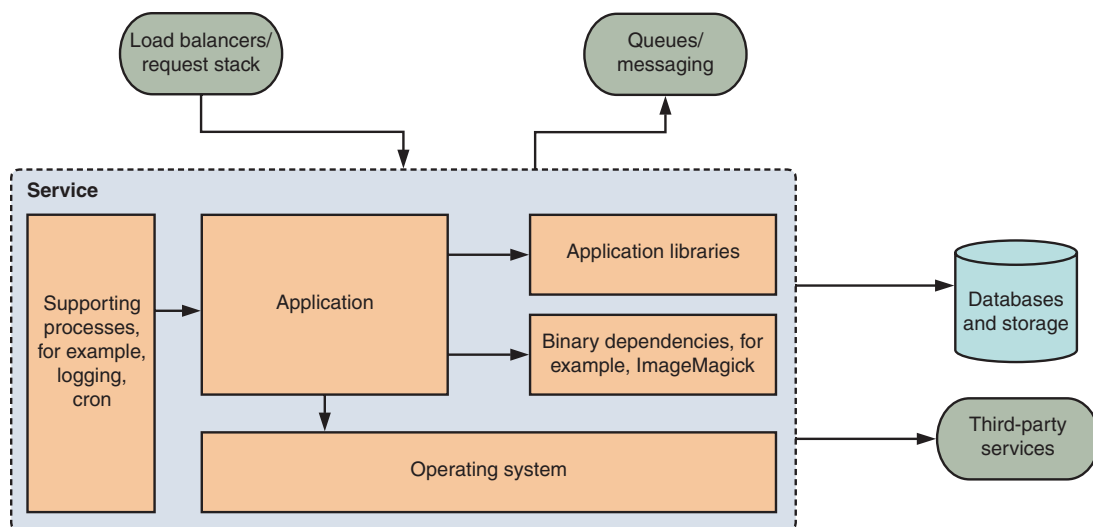 Load balancers/
request stack
Queues/
messaging
Service
Supporting
processes,
for example,
logging,
cron
Application
Application libraries
Binary dependencies, for
example, ImageMagick
Operating system
Databases
and storage
Third-party
services